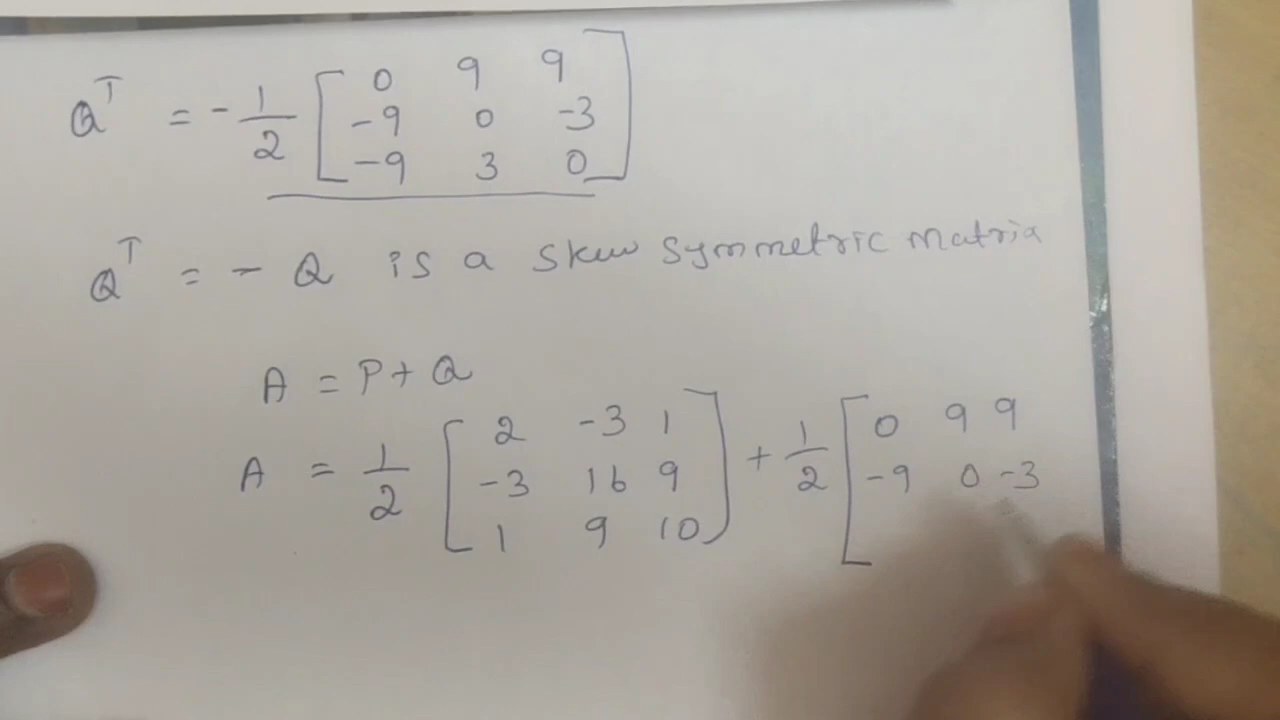 Q^T = - 1/2 [ 0 9 9
-9 0 -3
-9 3 0 ]
Q^T = - Q is a skew symmetric matrix
A = P + Q
A = 1/2 [ 2 -3 1
-3 16 9
1 9 10 ] + 1/2 [ 0 9 9
-9 0 -3